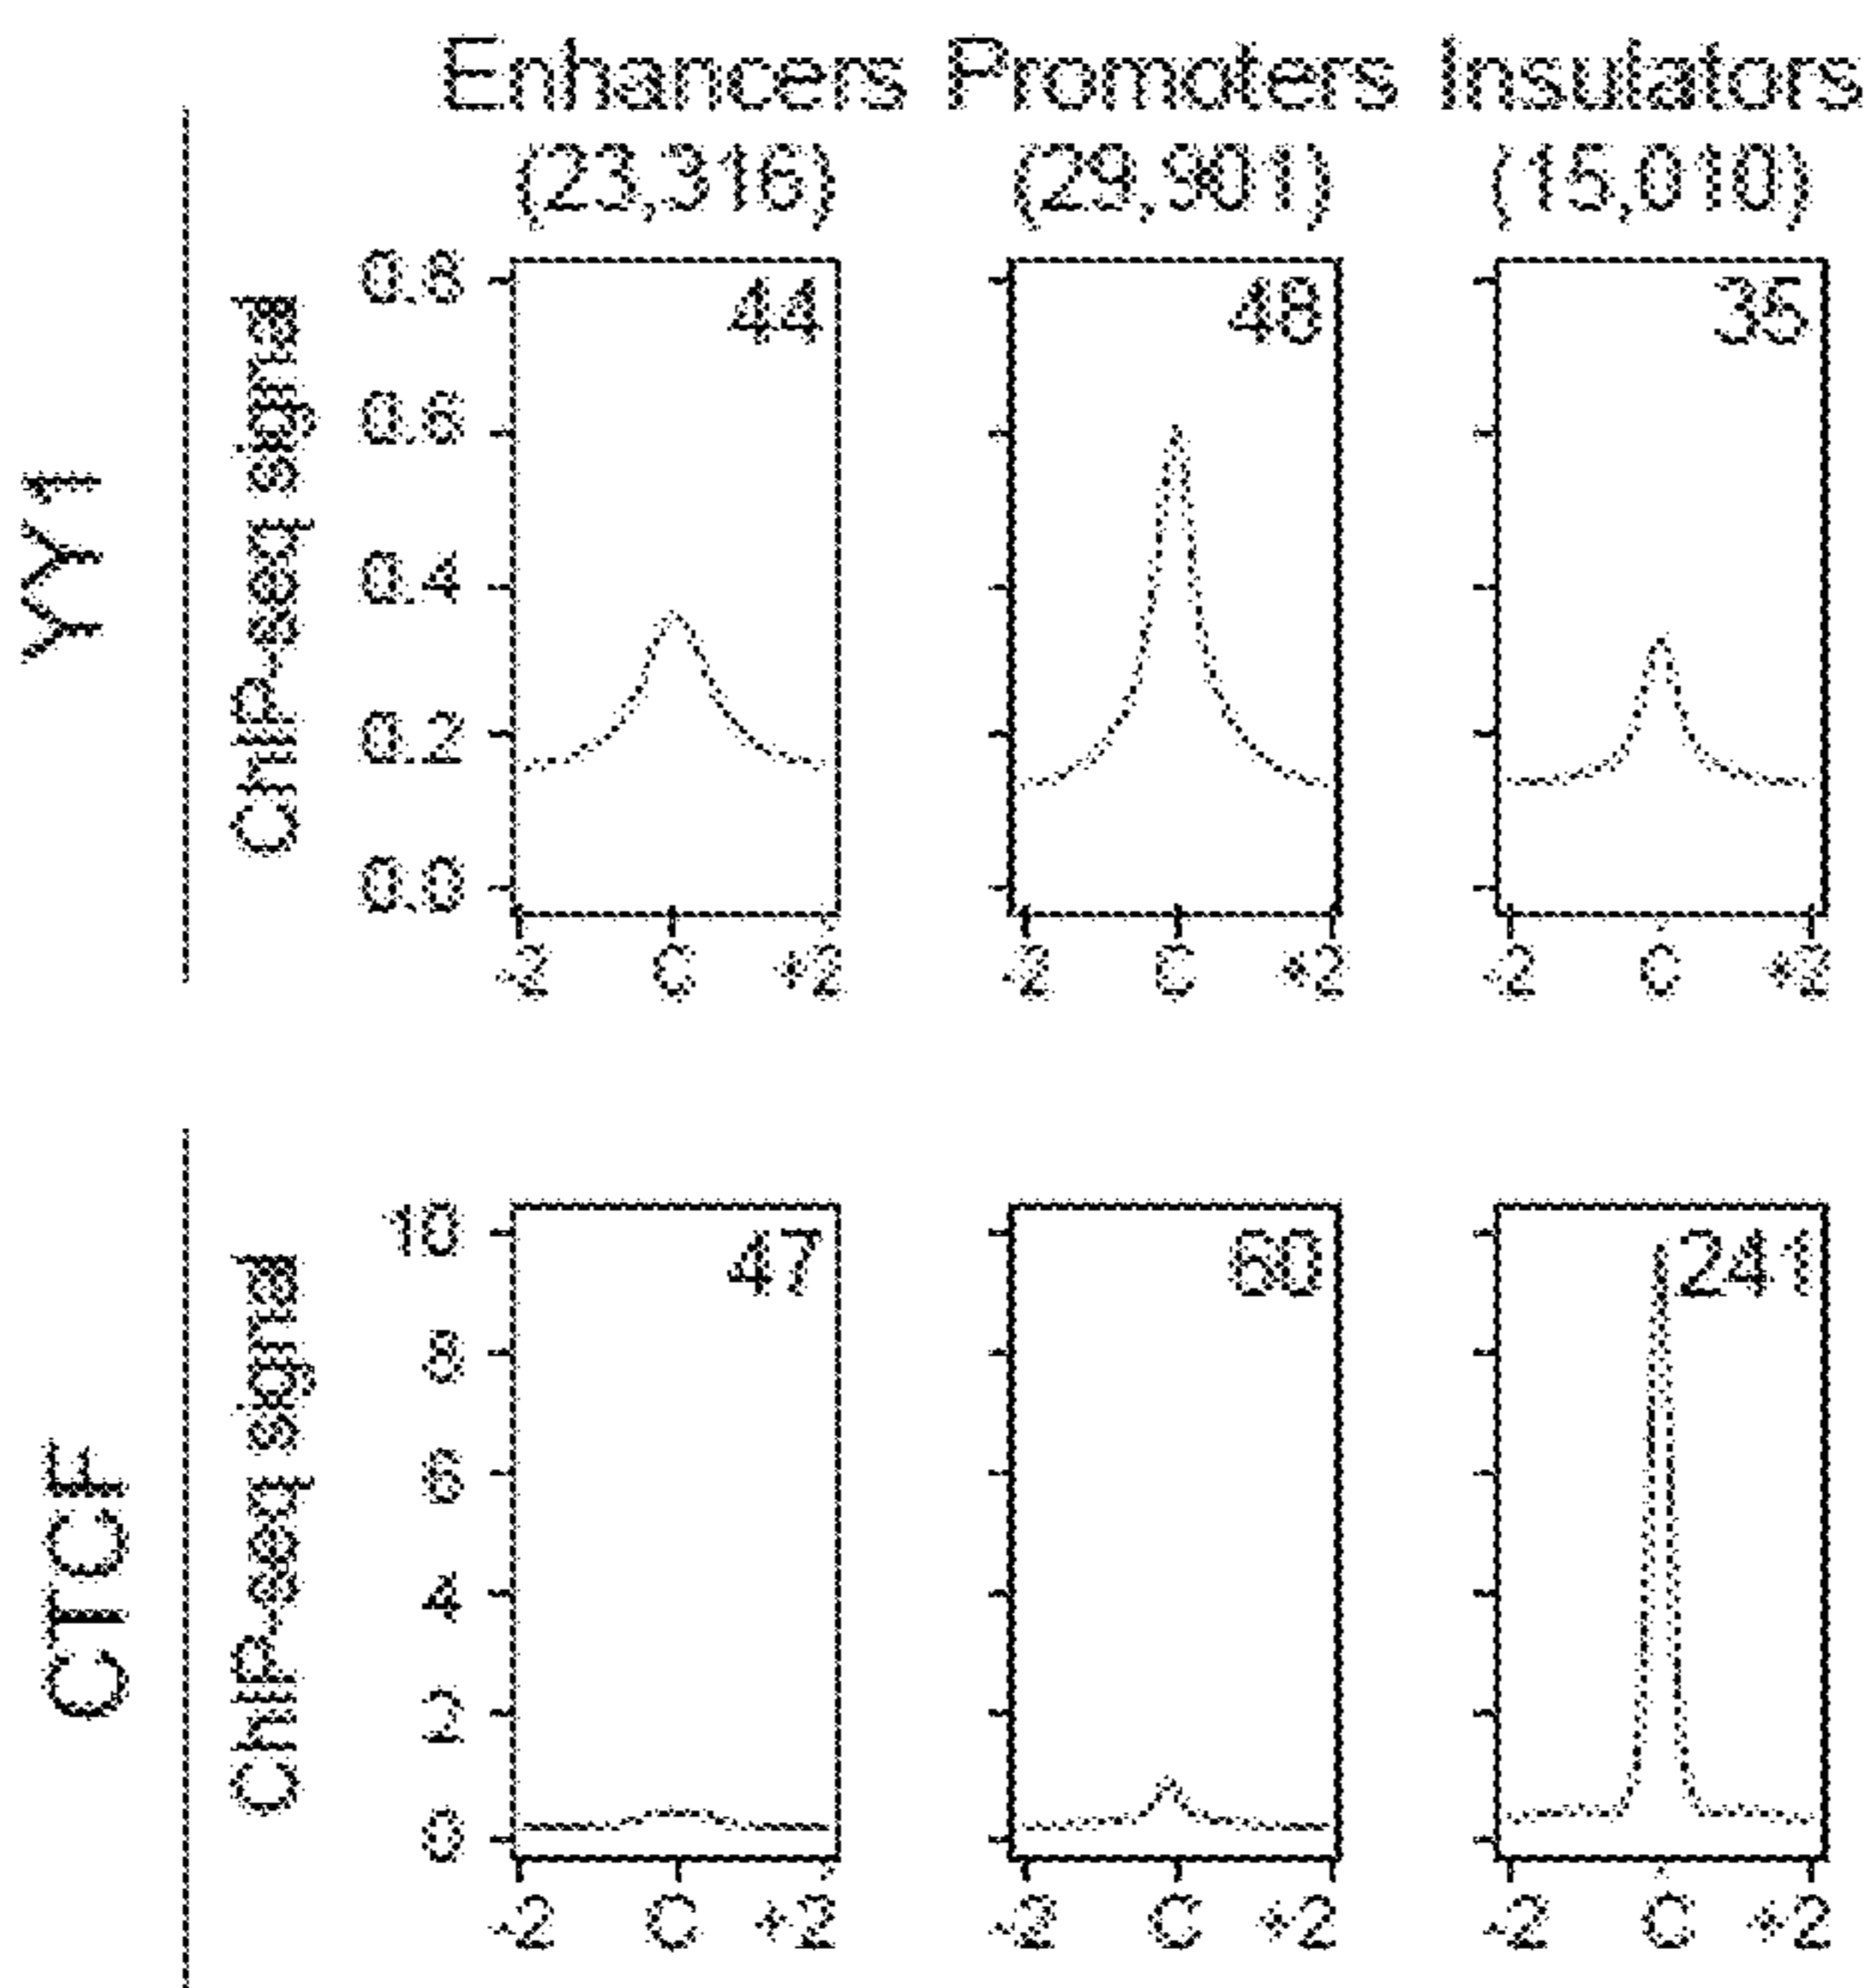 Enhancers Promoters Insulators
(23,316) (29,901) (15,010)
YY1
ChIP-seq signal
0.8
0.6
0.4
0.2
0.0
44
48
35
-2 C +2
-2 C +2
-2 C +2
CTCF
ChIP-seq signal
10
8
6
4
2
0
47
60
241
-2 C +2
-2 C +2
-2 C +2